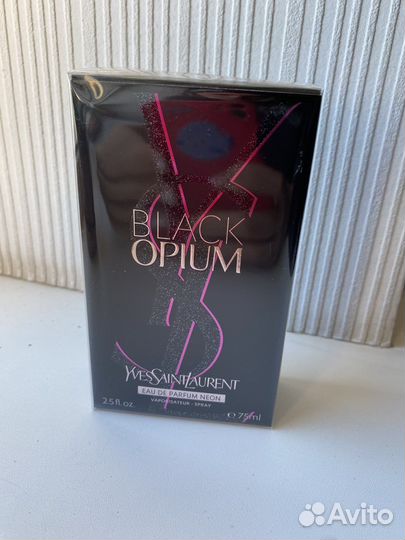 BLACK
OPIUM
YVESSAINTLAURENT
EAU DE PARFUM NEON
VAPORISATEUR - SPRAY
2.5 fl. oz. ℮ 75ml
Avito